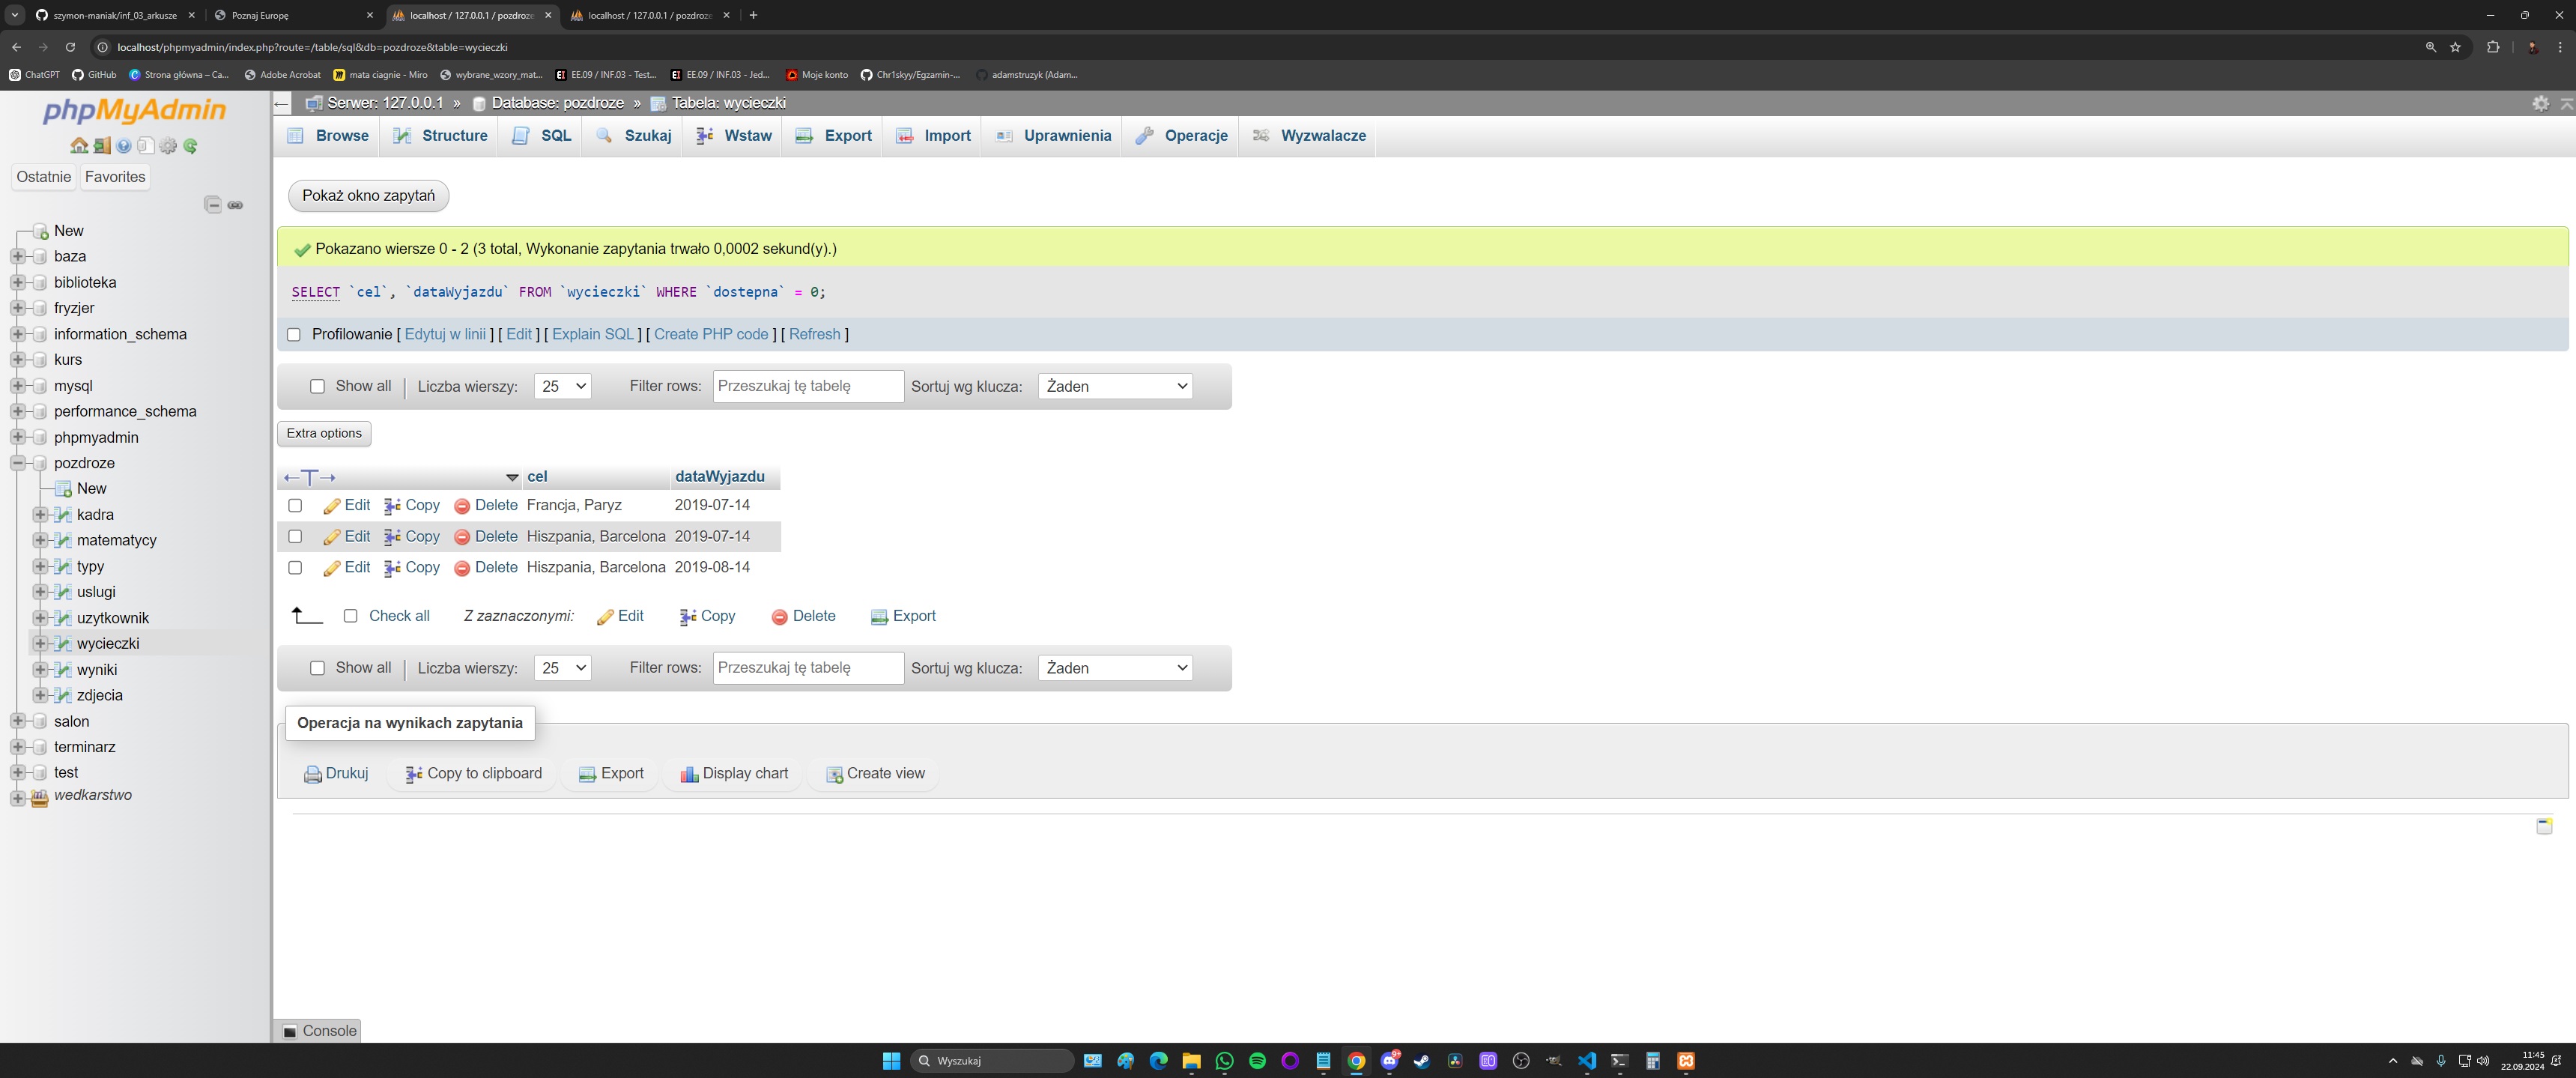 szymon-maniak/inf_03_arkusze
Poznaj Europę
localhost / 127.0.0.1 / pozdroze
localhost / 127.0.0.1 / pozdroze
localhost/phpmyadmin/index.php?route=/table/sql&db=pozdroze&table=wycieczki
ChatGPT GitHub Strona główna – Ca... Adobe Acrobat mata ciagnie - Miro wybrane_wzory_mat... EE.09 / INF.03 - Test... EE.09 / INF.03 - Jed... Moje konto Chr1skyy/Egzamin-... adamstruzyk (Adam...
phpMyAdmin
Ostatnie Favorites
New
baza
biblioteka
fryzjer
information_schema
kurs
mysql
performance_schema
phpmyadmin
pozdroze
New
kadra
matematycy
typy
uslugi
uzytkownik
wycieczki
wyniki
zdjecia
salon
terminarz
test
wedkarstwo
Serwer: 127.0.0.1 » Database: pozdroze » Tabela: wycieczki
Browse Structure SQL Szukaj Wstaw Export Import Uprawnienia Operacje Wyzwalacze
Pokaż okno zapytań
Pokazano wiersze 0 - 2 (3 total, Wykonanie zapytania trwało 0,0002 sekund(y).)
SELECT `cel`, `dataWyjazdu` FROM `wycieczki` WHERE `dostepna` = 0;
Profilowanie [ Edytuj w linii ] [ Edit ] [ Explain SQL ] [ Create PHP code ] [ Refresh ]
Show all Liczba wierszy: 25 Filter rows: Przeszukaj tę tabelę Sortuj wg klucza: Żaden
Extra options
cel dataWyjazdu
Edit Copy Delete Francja, Paryz 2019-07-14
Edit Copy Delete Hiszpania, Barcelona 2019-07-14
Edit Copy Delete Hiszpania, Barcelona 2019-08-14
Check all Z zaznaczonymi: Edit Copy Delete Export
Show all Liczba wierszy: 25 Filter rows: Przeszukaj tę tabelę Sortuj wg klucza: Żaden
Operacja na wynikach zapytania
Drukuj Copy to clipboard Export Display chart Create view
Console
Wyszukaj
9+
11:45
22.09.2024